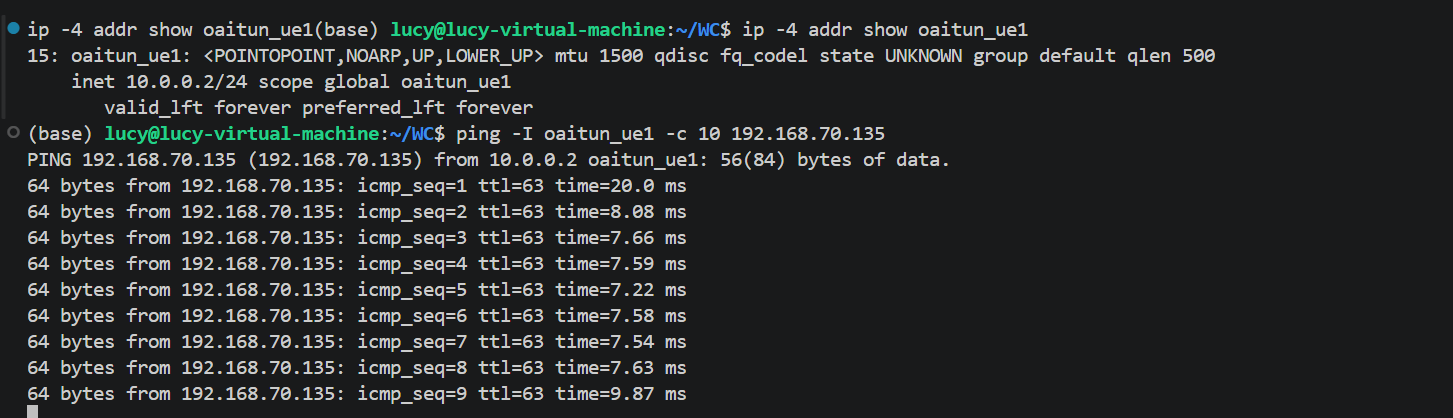 ip -4 addr show oaitun_ue1(base) lucy@lucy-virtual-machine:~/WC$ ip -4 addr show oaitun_ue1
15: oaitun_ue1: <POINTOPOINT,NOARP,UP,LOWER_UP> mtu 1500 qdisc fq_codel state UNKNOWN group default qlen 500
    inet 10.0.0.2/24 scope global oaitun_ue1
       valid_lft forever preferred_lft forever
(base) lucy@lucy-virtual-machine:~/WC$ ping -I oaitun_ue1 -c 10 192.168.70.135
PING 192.168.70.135 (192.168.70.135) from 10.0.0.2 oaitun_ue1: 56(84) bytes of data.
64 bytes from 192.168.70.135: icmp_seq=1 ttl=63 time=20.0 ms
64 bytes from 192.168.70.135: icmp_seq=2 ttl=63 time=8.08 ms
64 bytes from 192.168.70.135: icmp_seq=3 ttl=63 time=7.66 ms
64 bytes from 192.168.70.135: icmp_seq=4 ttl=63 time=7.59 ms
64 bytes from 192.168.70.135: icmp_seq=5 ttl=63 time=7.22 ms
64 bytes from 192.168.70.135: icmp_seq=6 ttl=63 time=7.58 ms
64 bytes from 192.168.70.135: icmp_seq=7 ttl=63 time=7.54 ms
64 bytes from 192.168.70.135: icmp_seq=8 ttl=63 time=7.63 ms
64 bytes from 192.168.70.135: icmp_seq=9 ttl=63 time=9.87 ms